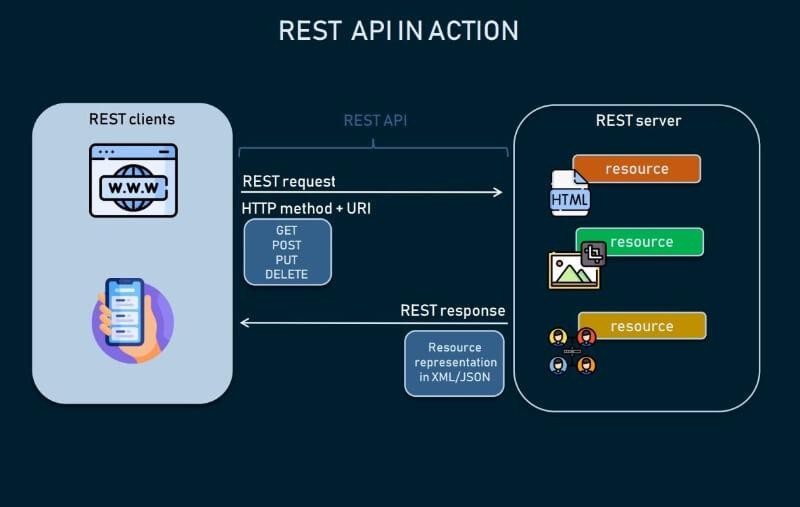 REST API IN ACTION
REST clients
W.W.W
REST API
REST request
HTTP method + URI
GET
POST
PUT
DELETE
REST response
Resource
representation
in XML/JSON
REST server
resource
HTML
resource
resource